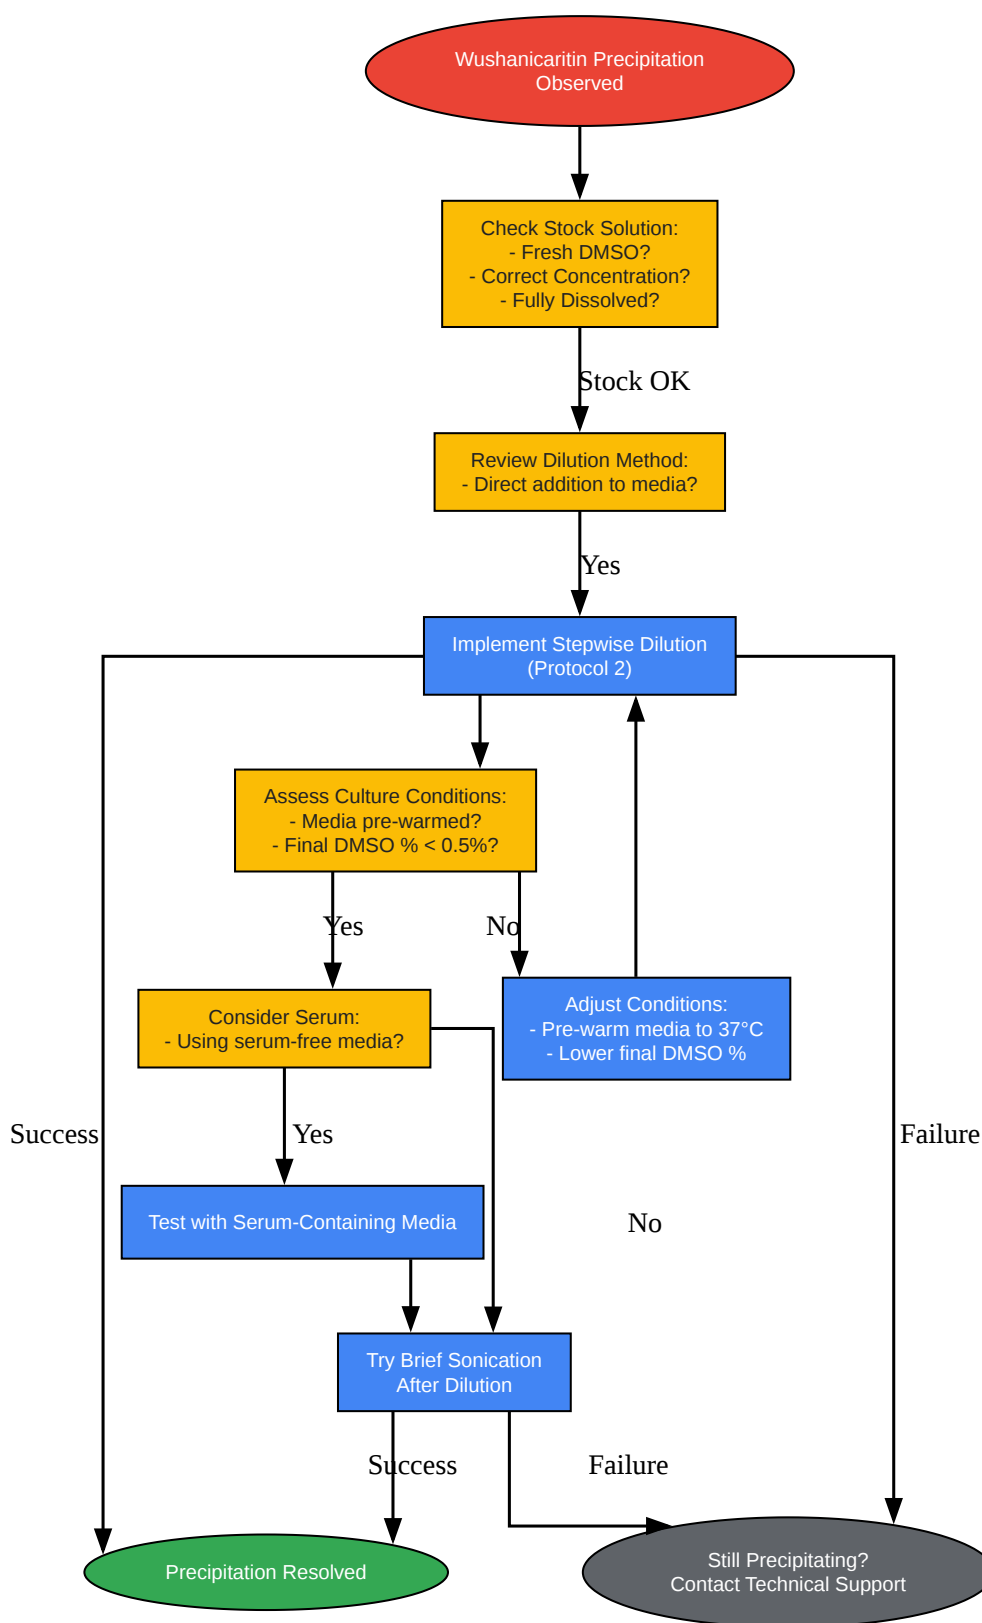 Wushanicaritin Precipitation
Observed
Check Stock Solution:
- Fresh DMSO?
- Correct Concentration?
- Fully Dissolved?
Stock OK
Review Dilution Method:
- Direct addition to media?
Yes
Implement Stepwise Dilution
(Protocol 2)
Assess Culture Conditions:
- Media pre-warmed?
- Final DMSO % < 0.5%?
Yes
No
Consider Serum:
- Using serum-free media?
Adjust Conditions:
- Pre-warm media to 37°C
- Lower final DMSO %
Success
Yes
Failure
Test with Serum-Containing Media
No
Try Brief Sonication
After Dilution
Success
Failure
Precipitation Resolved
Still Precipitating?
Contact Technical Support